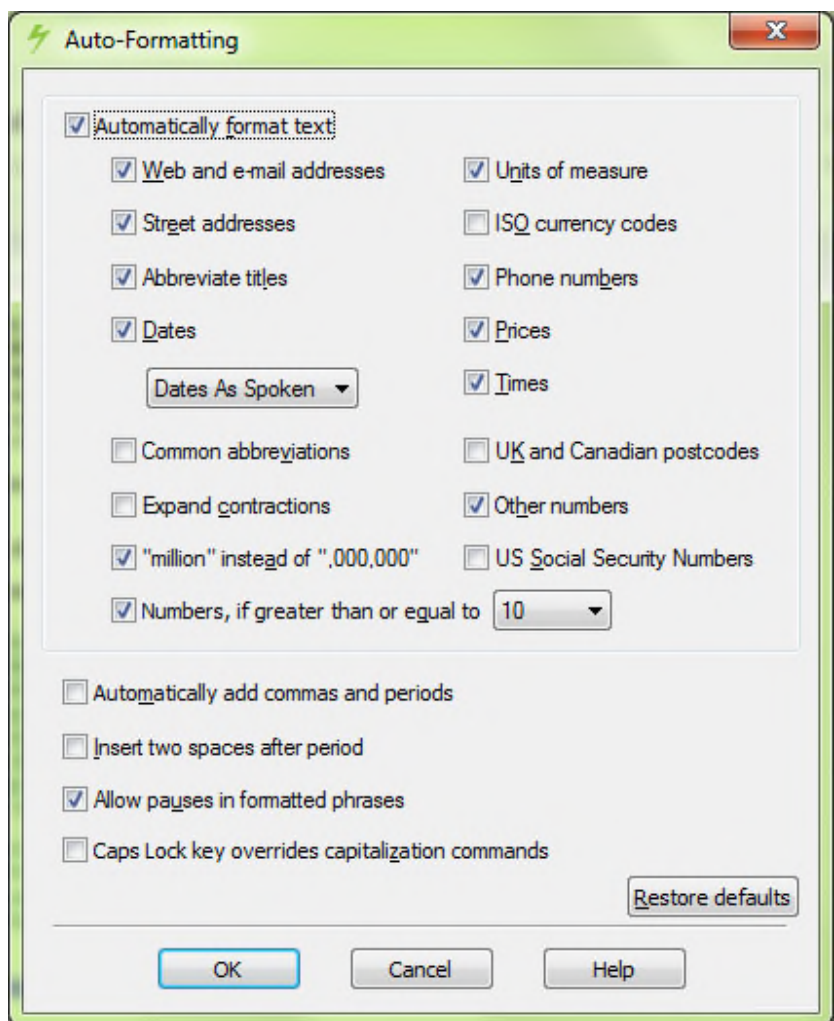 Auto-Formatting
Automatically format text
Web and e-mail addresses
Units of measure
Street addresses
ISO currency codes
Abbreviate titles
Phone numbers
Dates
Prices
Dates As Spoken
Times
Common abbreviations
UK and Canadian postcodes
Expand contractions
Other numbers
"million" instead of ",000,000"
US Social Security Numbers
Numbers, if greater than or equal to 10
Automatically add commas and periods
Insert two spaces after period
Allow pauses in formatted phrases
Caps Lock key overrides capitalization commands
Restore defaults
OK Cancel Help